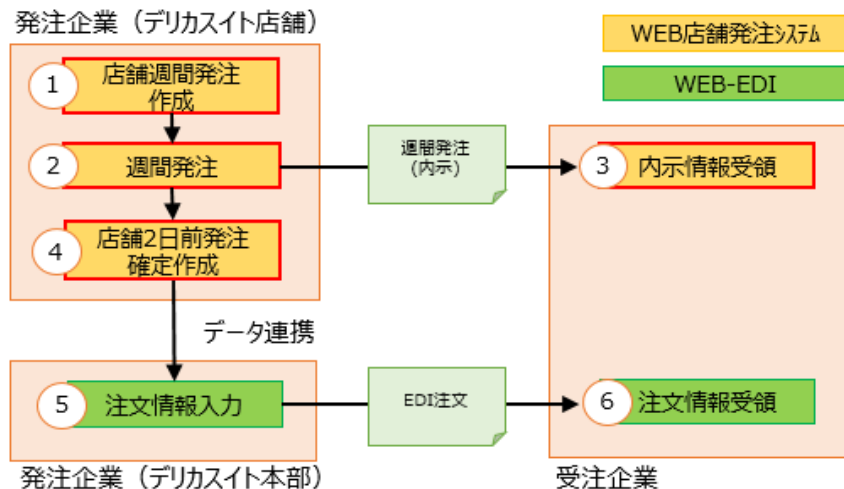 発注企業（デリカスイト店舗）
WEB店舗発注システム
WEB-EDI
1
店舗週間発注
作成
2
週間発注
週間発注
(内示)
3
内示情報受領
4
店舗2日前発注
確定作成
データ連携
5
注文情報入力
EDI注文
6
注文情報受領
発注企業（デリカスイト本部）
受注企業